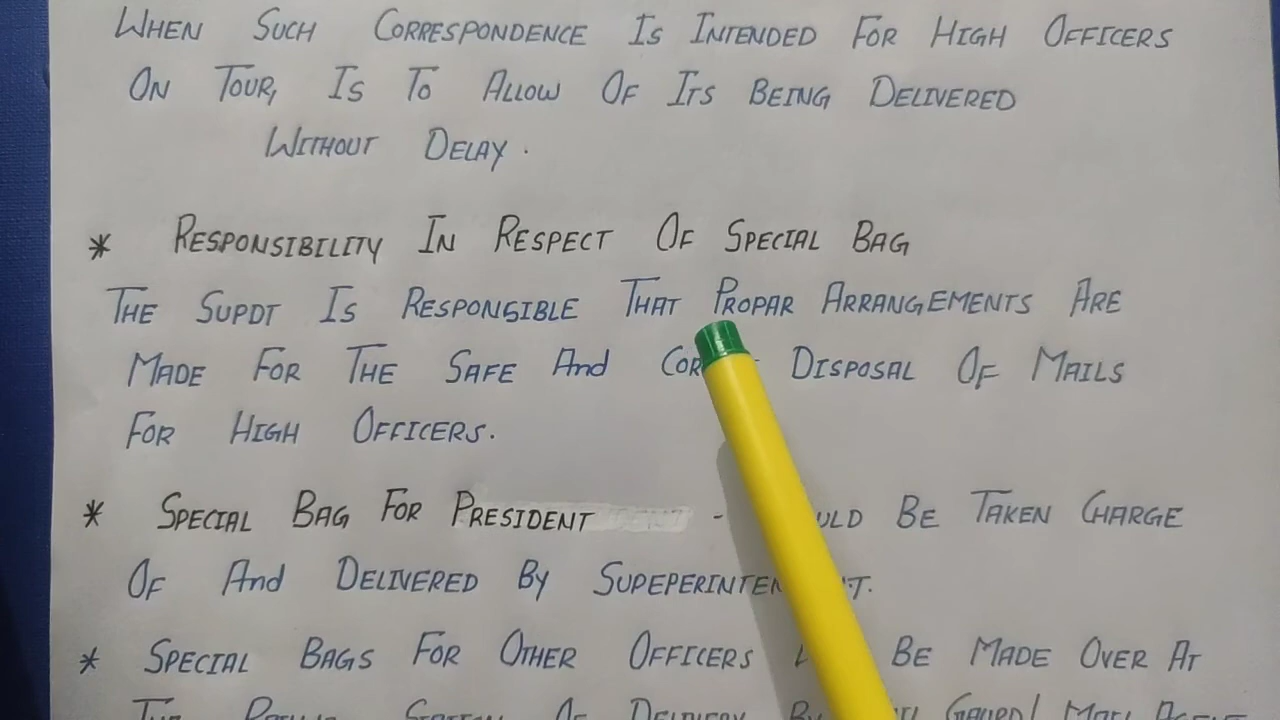 WHEN SUCH CORRESPONDENCE IS INTENDED FOR HIGH OFFICERS
ON TOUR, IS TO ALLOW OF ITS BEING DELIVERED
WITHOUT DELAY.
* RESPONSIBILITY IN RESPECT OF SPECIAL BAG
THE SUPDT IS RESPONSIBLE THAT PROPAR ARRANGEMENTS ARE
MADE FOR THE SAFE And DISPOSAL OF MAILS
FOR HIGH OFFICERS.
* SPECIAL BAG FOR PRESIDENT - BE TAKEN CHARGE
OF And DELIVERED BY
* SPECIAL BAGS FOR OTHER OFFICERS BE MADE OVER AT
OF DELIVERY BY